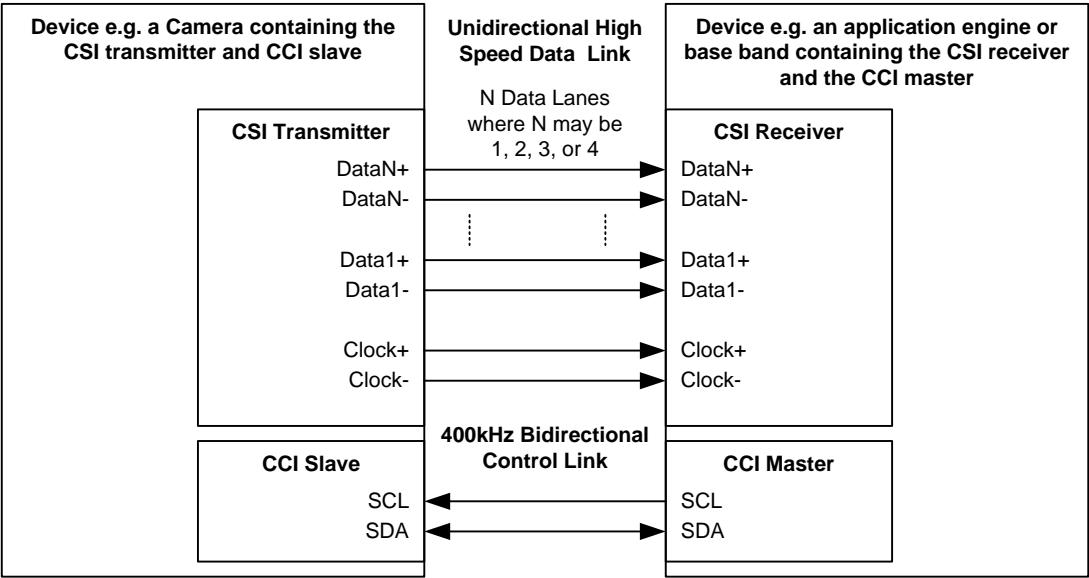 Device e.g. a Camera containing the
CSI transmitter and CCI slave
Unidirectional High
Speed Data Link
N Data Lanes
where N may be
1, 2, 3, or 4
Device e.g. an application engine or
base band containing the CSI receiver
and the CCI master
CSI Transmitter
DataN+
DataN-
Data1+
Data1-
Clock+
Clock-
CSI Receiver
DataN+
DataN-
Data1+
Data1-
Clock+
Clock-
400kHz Bidirectional
Control Link
CCI Slave
SCL
SDA
CCI Master
SCL
SDA